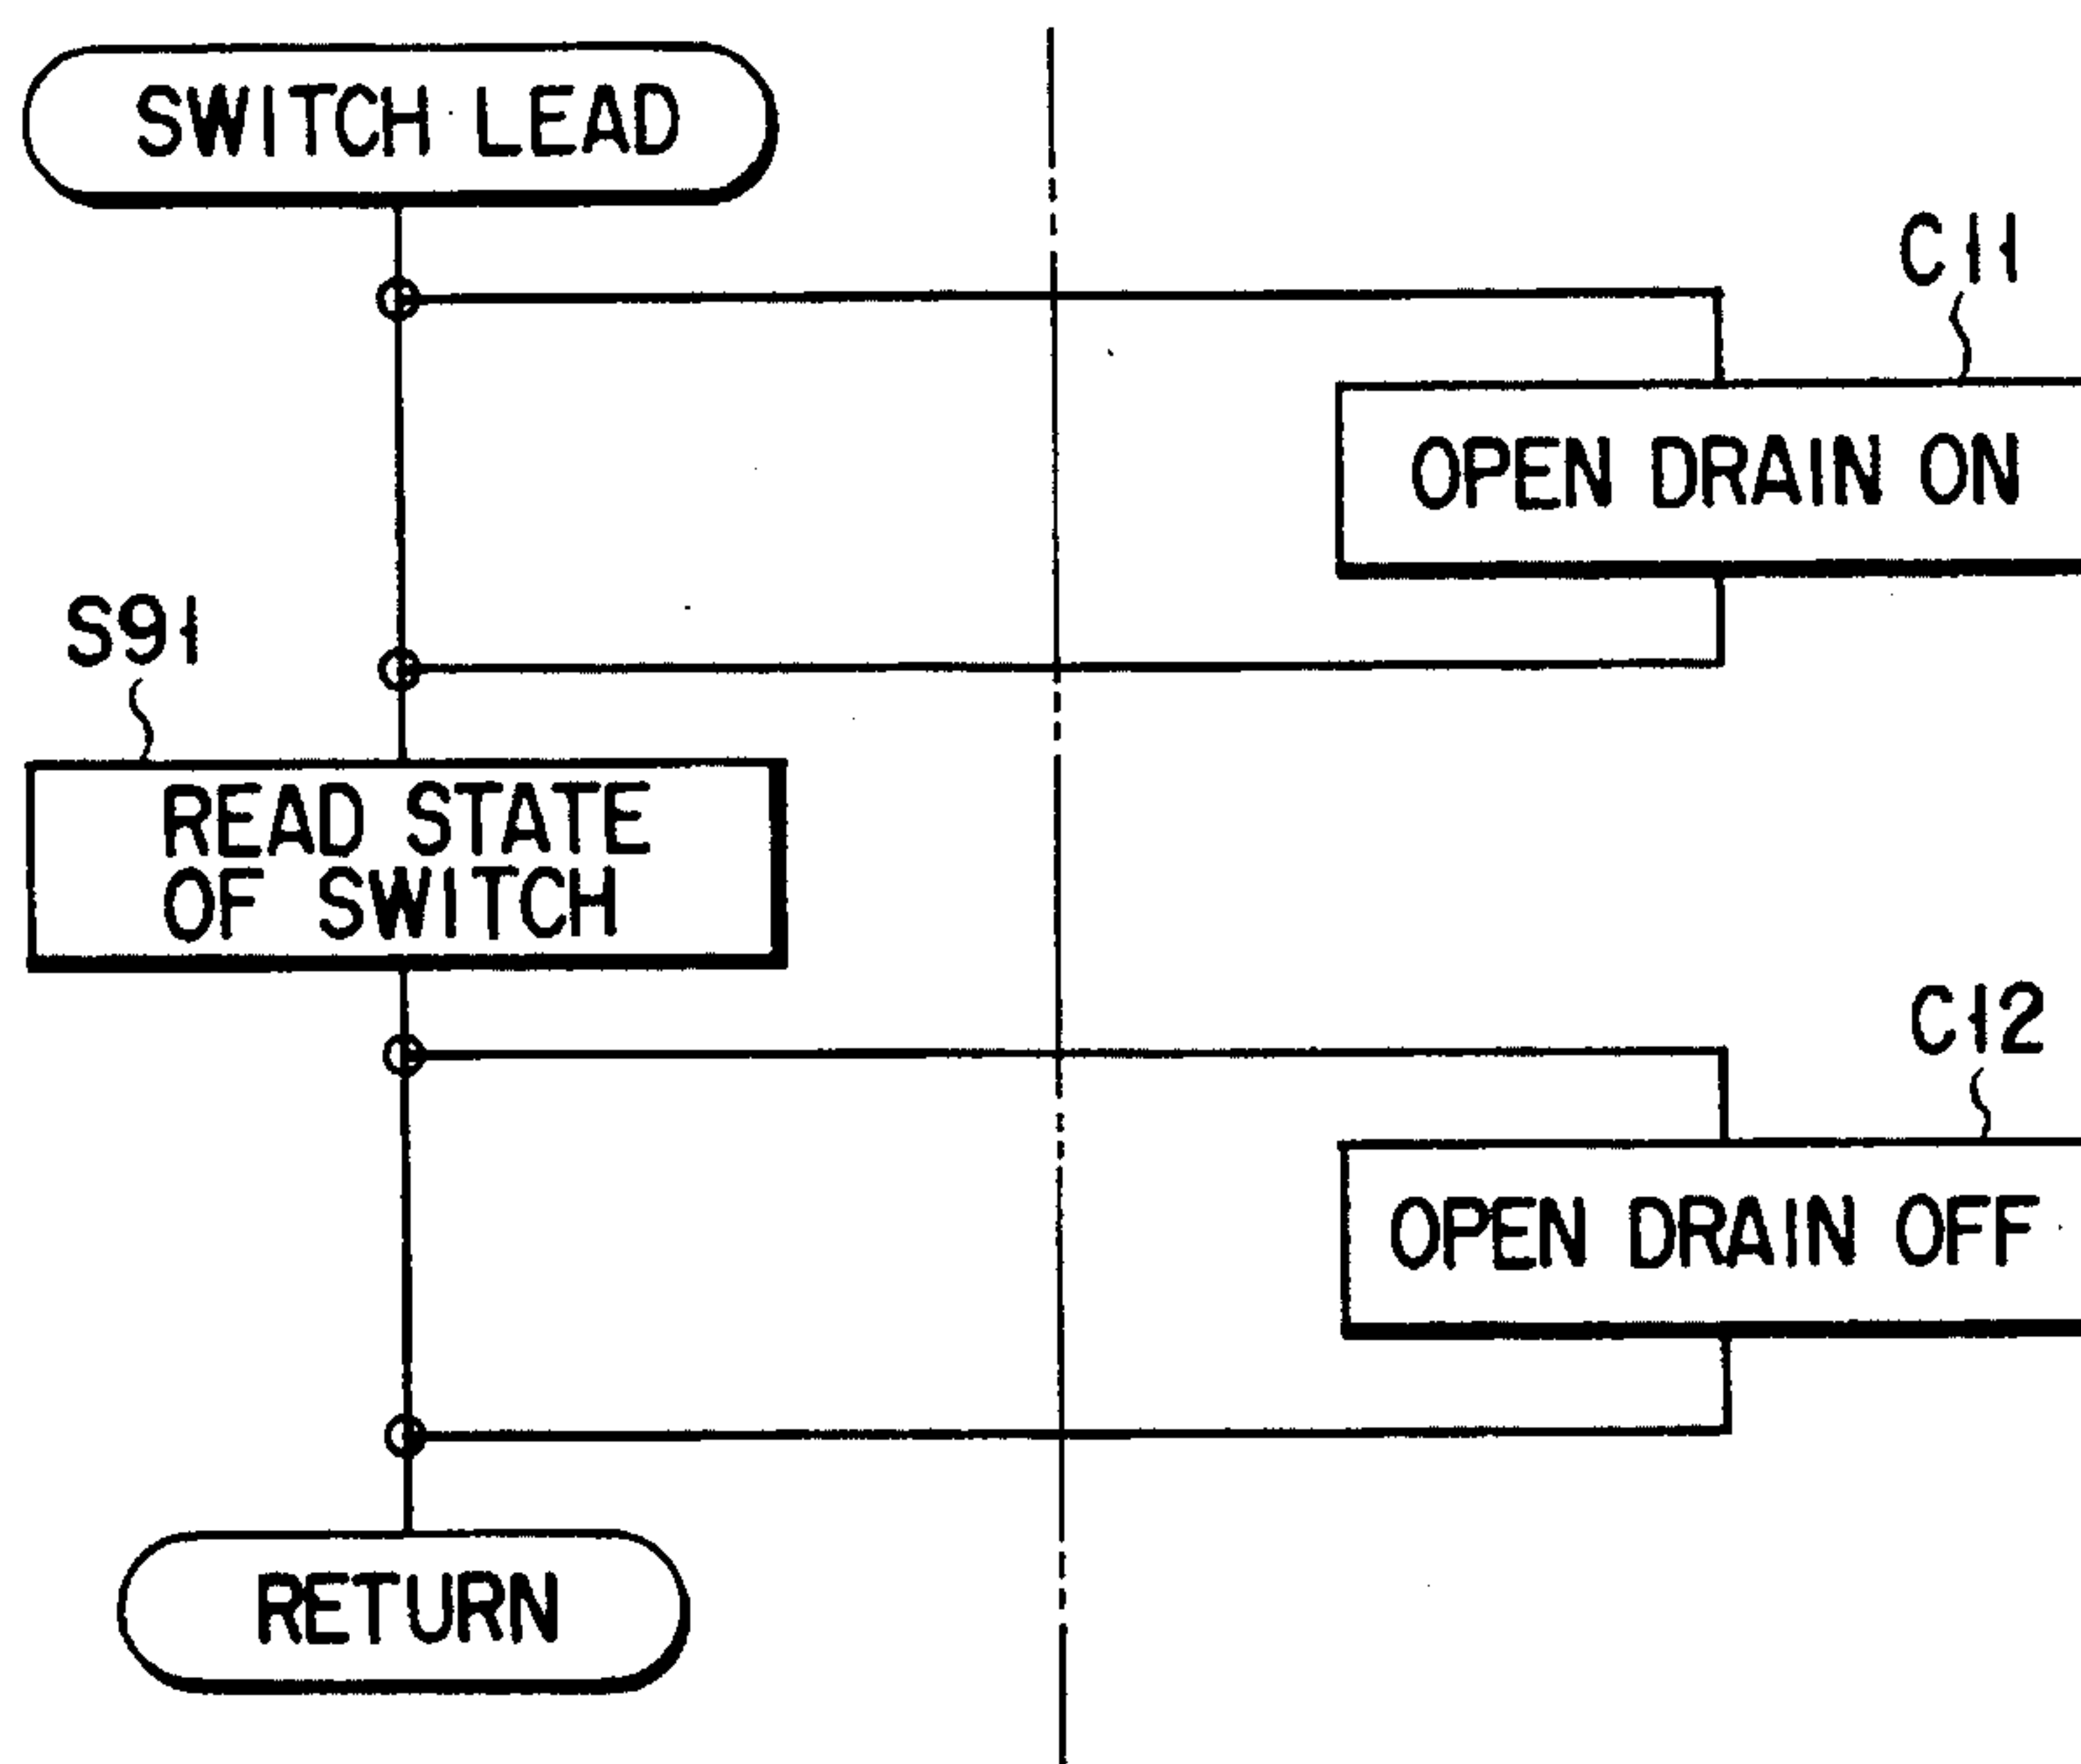 SWITCH LEAD
C11
OPEN DRAIN ON
S91
READ STATE
OF SWITCH
C12
OPEN DRAIN OFF
RETURN